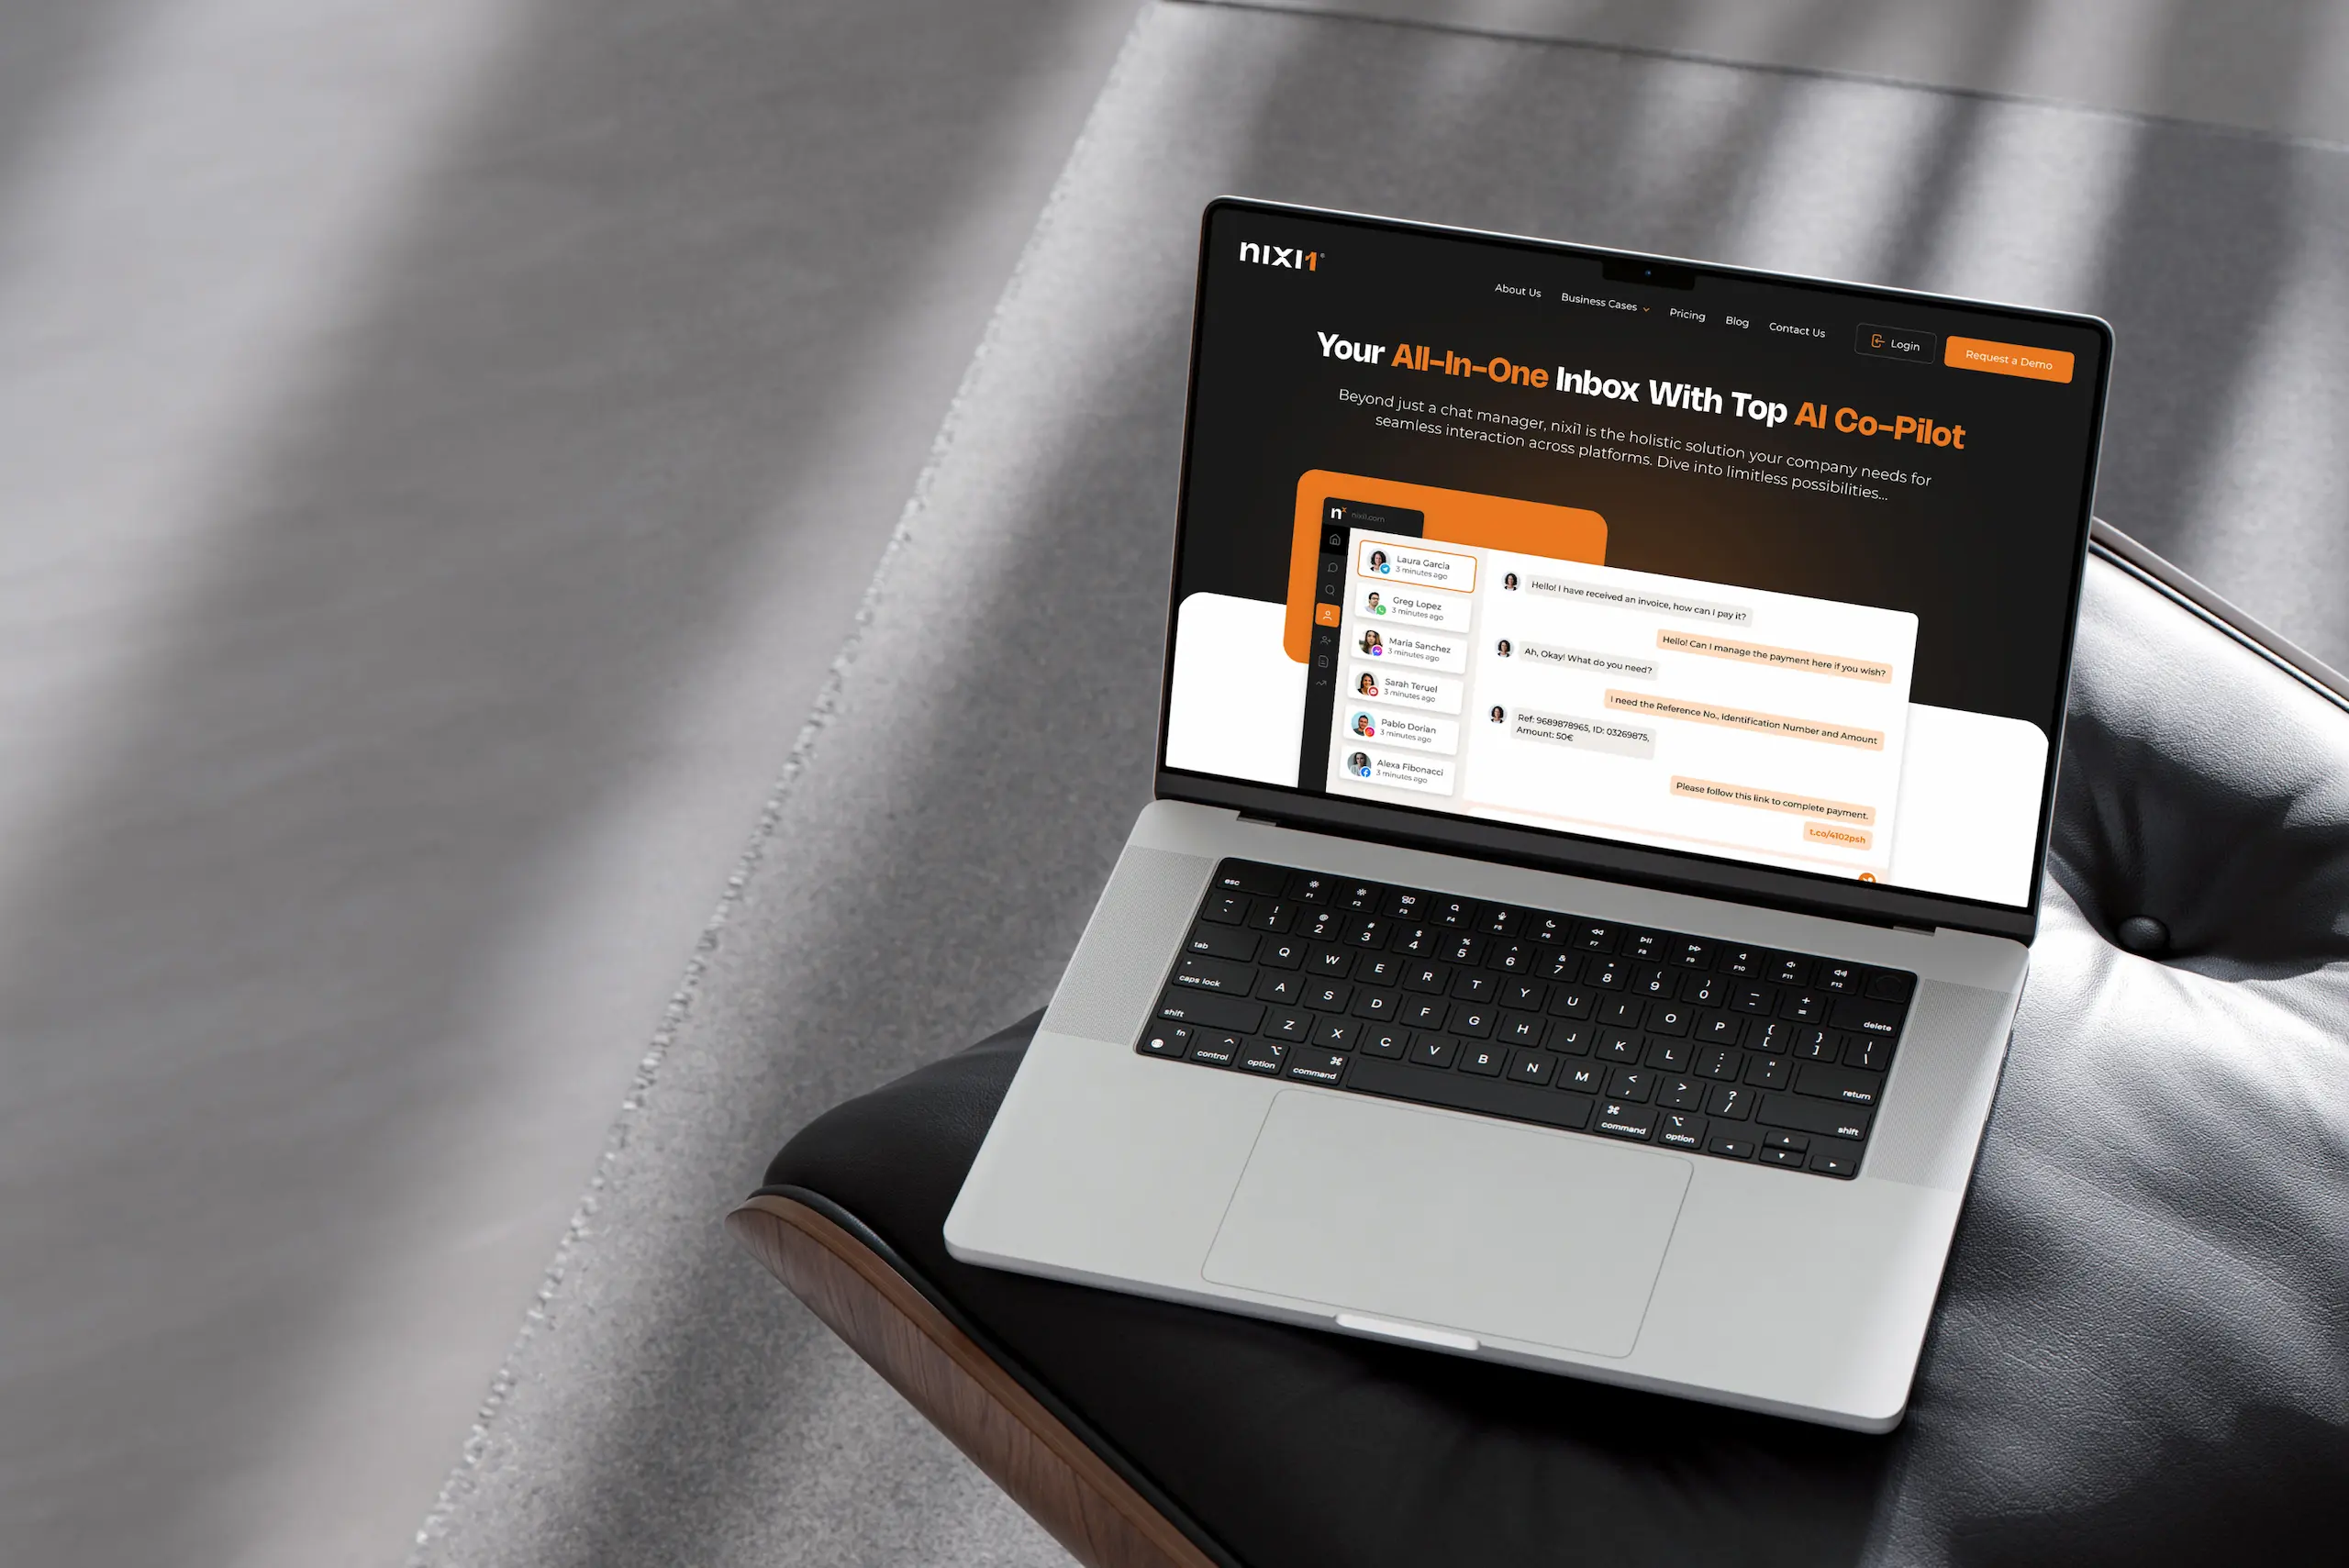 nixi1
About Us
Business Cases
Pricing
Blog
Contact Us
Login
Request a Demo
Your All-In-One Inbox With Top AI Co-Pilot
Beyond just a chat manager, nixi1 is the holistic solution your company needs for
seamless interaction across platforms. Dive into limitless possibilities...
n nixi1.com
Laura Garcia
3 minutes ago
Greg Lopez
3 minutes ago
Maria Sanchez
3 minutes ago
Sarah Teruel
3 minutes ago
Pablo Dorian
3 minutes ago
Alexa Fibonacci
3 minutes ago
Hello! I have received an invoice, how can I pay it?
Hello! Can I manage the payment here if you wish?
Ah, Okay! What do you need?
I need the Reference No., Identification Number and Amount
Ref: 9689878965, ID: 03269875,
Amount: 50€
Please follow this link to complete payment.
t.co/4102psh
esc F1 F2 F3 F4 F5 F6 F7 F8 F9 F10 F11 F12
~ ` ! 1 @ 2 # 3 $ 4 % 5 ^ 6 & 7 * 8 ( 9 ) 0 _ - + = delete
tab Q W E R T Y U I O P { [ } ] | \
caps lock A S D F G H J K L : ; " ' return
shift Z X C V B N M < , > . ? / shift
fn control option command command option